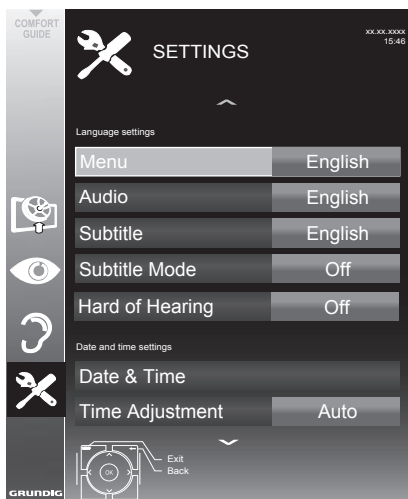 COMFORT
GUIDE
SETTINGS
xx.xx.xxxx
15:46
Language settings
Menu English
Audio English
Subtitle English
Subtitle Mode Off
Hard of Hearing Off
Date and time settings
Date & Time
Time Adjustment Auto
Exit
Back
OK
GRUNDIG